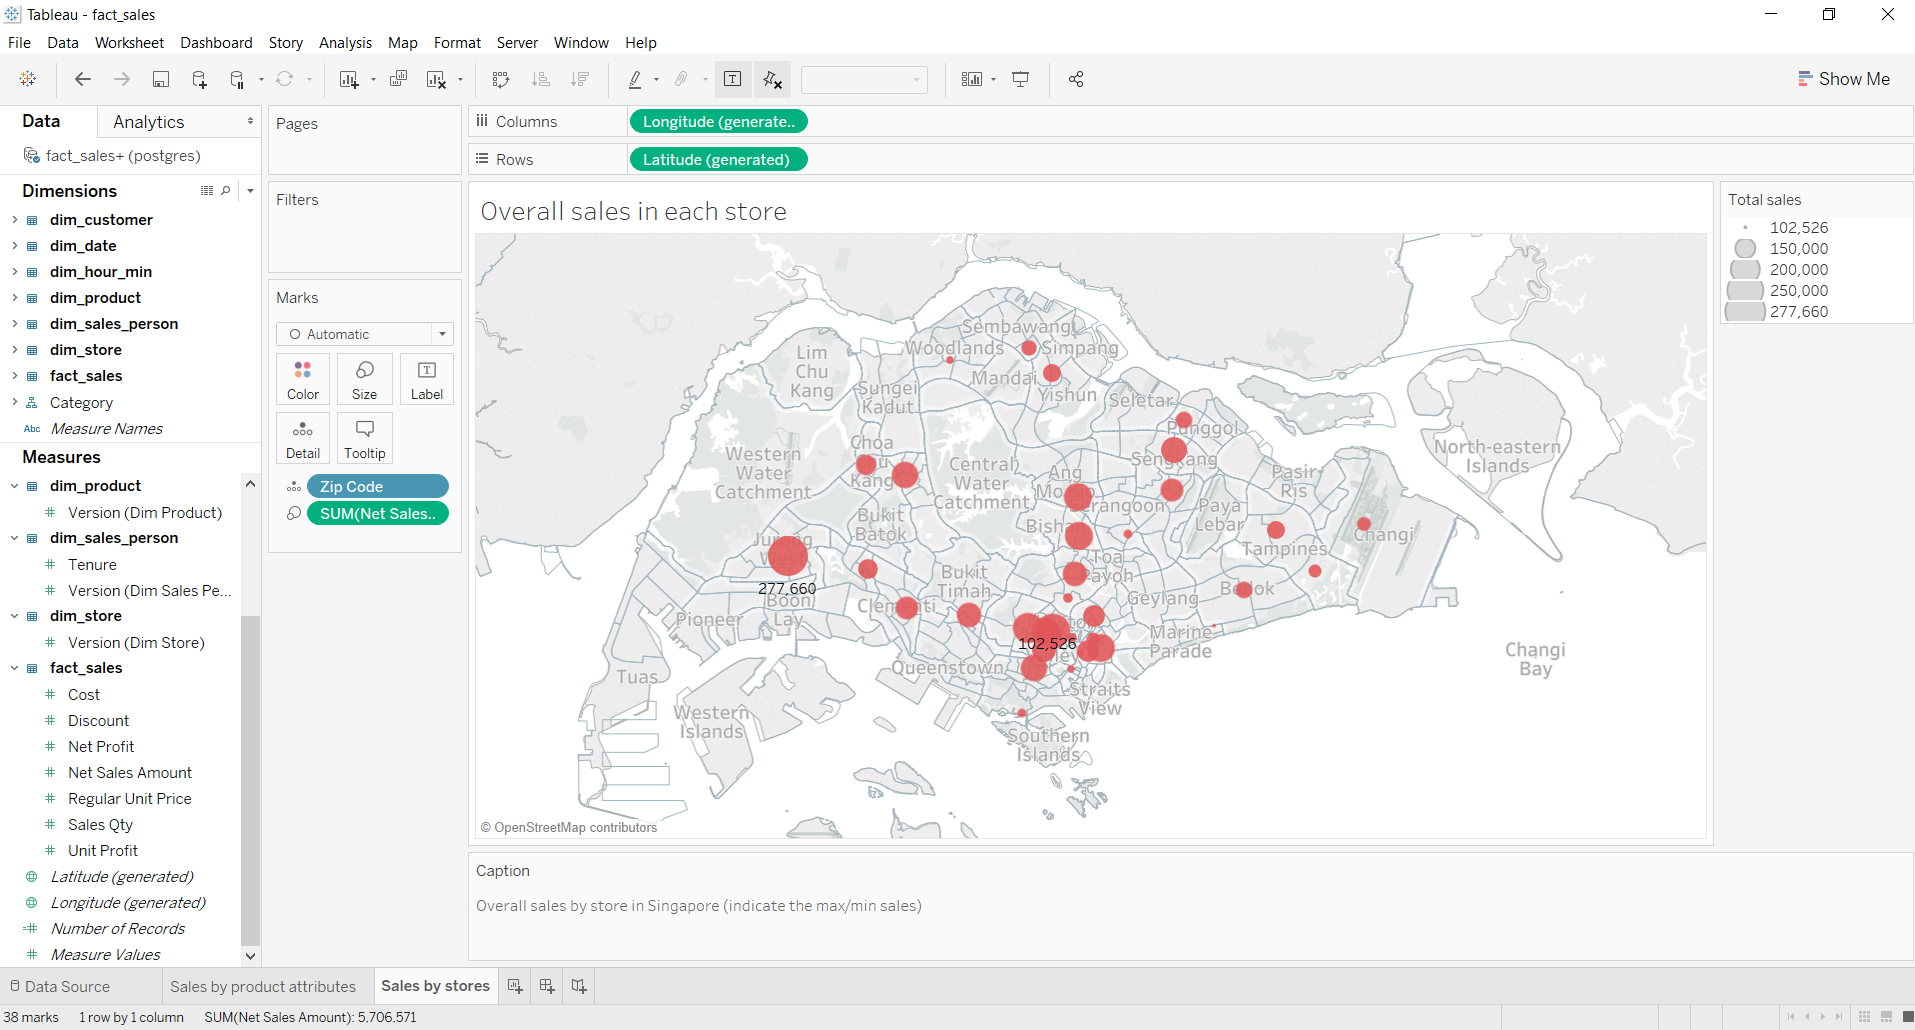 Tableau - fact_sales
File Data Worksheet Dashboard Story Analysis Map Format Server Window Help
Show Me
Data Analytics
fact_sales+ (postgres)
Dimensions
dim_customer
dim_date
dim_hour_min
dim_product
dim_sales_person
dim_store
fact_sales
Category
Abc Measure Names
Measures
dim_product
Version (Dim Product)
dim_sales_person
Tenure
Version (Dim Sales Pe...
dim_store
Version (Dim Store)
fact_sales
Cost
Discount
Net Profit
Net Sales Amount
Regular Unit Price
Sales Qty
Unit Profit
Latitude (generated)
Longitude (generated)
Number of Records
Measure Values
Pages
Filters
Marks
Automatic
Color Size Label
Detail Tooltip
Zip Code
SUM(Net Sales..
Columns Longitude (generate..
Rows Latitude (generated)
Overall sales in each store
Sembawang
Woodlands Simpang
Lim
Chu
Kang
Mandai
Yishun
Sungei
Kadut
Seletar
Punggol
Choa
Kang
Western
Water
Catchment
Central
Water
Catchment
Ang
Sengkang
Pasir
Ris
North-eastern
Islands
Bukit
Batok
Bishan
Paya
Lebar
Changi
Tampines
277,660
Boon
Lay
Bukit
Timah
Toa
Payoh
Clementi
Geylang
Pioneer
Marine
Parade
102,526
Queenstown
Changi
Bay
Tuas
Straits
View
Western
Islands
Southern
Islands
© OpenStreetMap contributors
Total sales
102,526
150,000
200,000
250,000
277,660
Caption
Overall sales by store in Singapore (indicate the max/min sales)
Data Source Sales by product attributes Sales by stores
38 marks 1 row by 1 column SUM(Net Sales Amount): 5,706,571